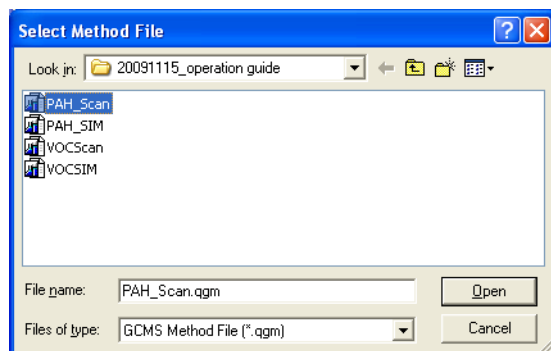 Select Method File
Look in: 20091115_operation guide
PAH_Scan
PAH_SIM
VOCScan
VOCSIM
File name: PAH_Scan.qgm Open
Files of type: GCMS Method File (*.qgm) Cancel